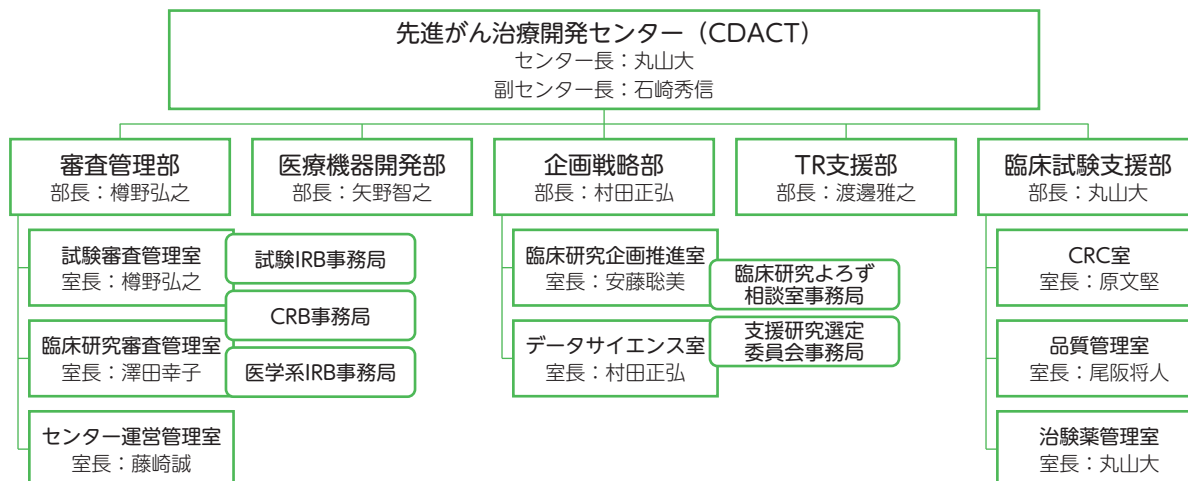 先進がん治療開発センター（CDACT）
センター長：丸山大
副センター長：石崎秀信
審査管理部
部長：樽野弘之
医療機器開発部
部長：矢野智之
企画戦略部
部長：村田正弘
TR支援部
部長：渡邊雅之
臨床試験支援部
部長：丸山大
試験審査管理室
室長：樽野弘之
試験IRB事務局
CRB事務局
臨床研究審査管理室
室長：澤田幸子
医学系IRB事務局
センター運営管理室
室長：藤崎誠
臨床研究企画推進室
室長：安藤聡美
臨床研究よろず
相談室事務局
データサイエンス室
室長：村田正弘
支援研究選定
委員会事務局
CRC室
室長：原文堅
品質管理室
室長：尾阪将人
治験薬管理室
室長：丸山大